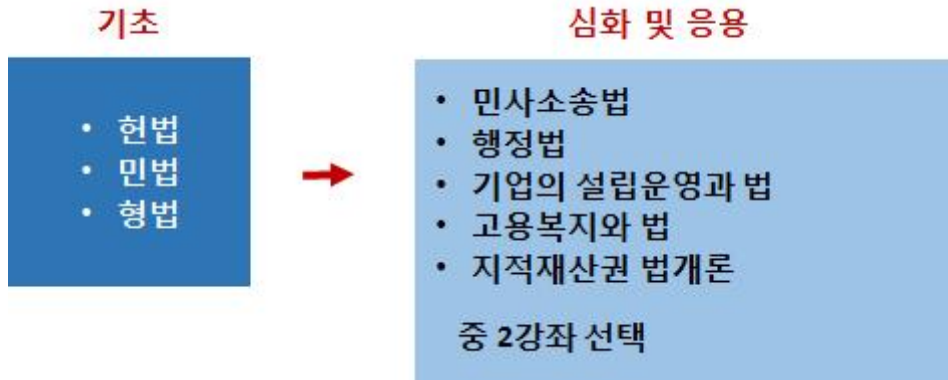 기초
• 헌법
• 민법
• 형법
심화 및 응용
• 민사소송법
• 행정법
• 기업의 설립운영과 법
• 고용복지와 법
• 지적재산권 법개론
중 2강좌 선택